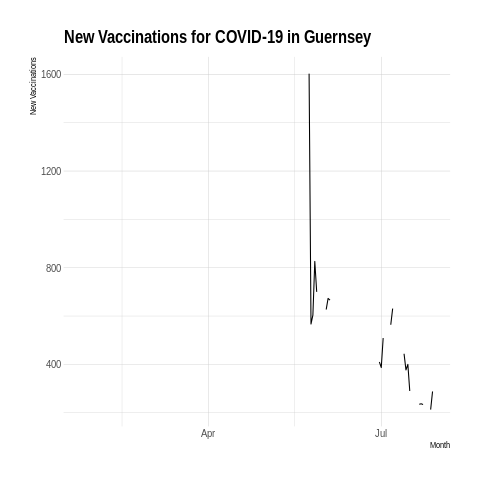 New Vaccinations for COVID-19 in Guernsey
New Vaccinations
1600
1200
800
400
Apr
Jul
Month